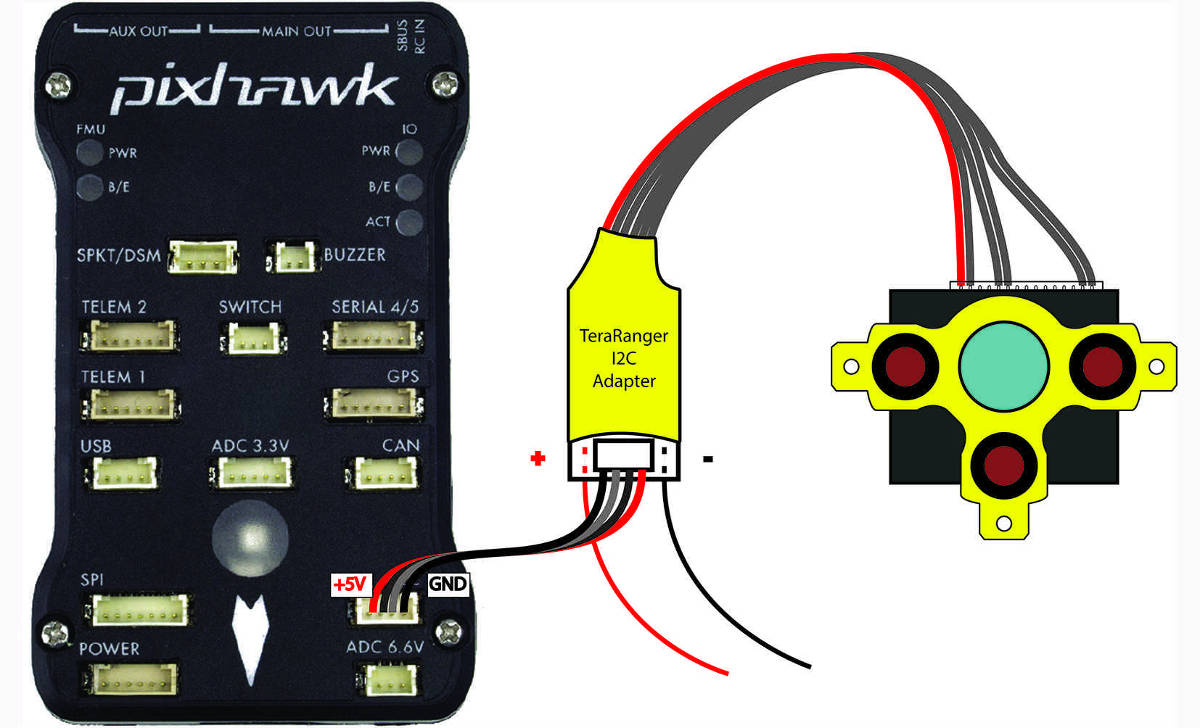 AUX OUT
MAIN OUT
SBUS
RC IN
pixhawk
FMU
IO
PWR
PWR
B/E
B/E
ACT
SPKT/DSM
BUZZER
TELEM 2
SWITCH
SERIAL 4/5
TELEM 1
GPS
USB
ADC 3.3V
CAN
SPI
+5V
GND
POWER
ADC 6.6V
TeraRanger
I2C
Adapter
+
-